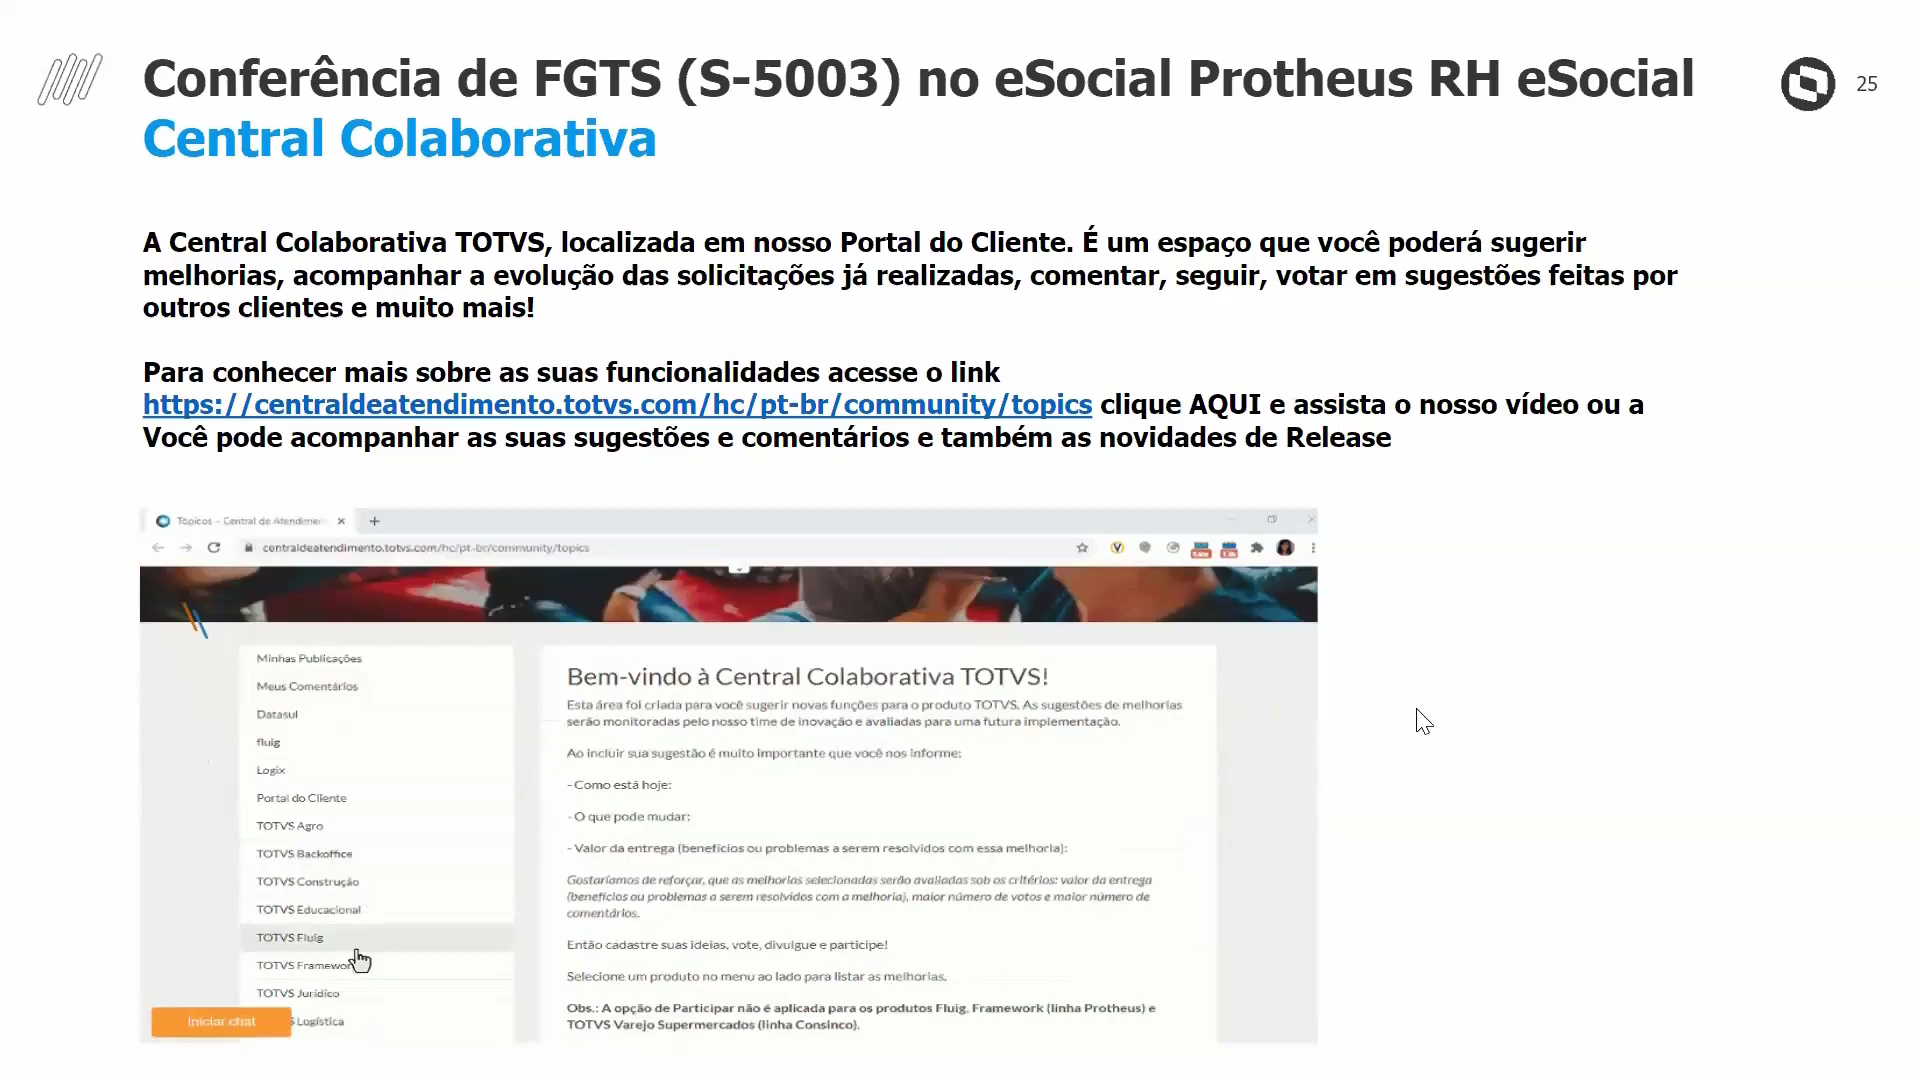 Conferência de FGTS (S-5003) no eSocial Protheus RH eSocial
25
Central Colaborativa
A Central Colaborativa TOTVS, localizada em nosso Portal do Cliente. É um espaço que você poderá sugerir
melhorias, acompanhar a evolução das solicitações já realizadas, comentar, seguir, votar em sugestões feitas por
outros clientes e muito mais!
Para conhecer mais sobre as suas funcionalidades acesse o link
https://centraldeatendimento.totvs.com/hc/pt-br/community/topics clique AQUI e assista o nosso vídeo ou a
Você pode acompanhar as suas sugestões e comentários e também as novidades de Release
Tópicos – Central de Atendimen
centraldeatendimento.totvs.com/hc/pt-br/community/topics
Minhas Publicações
Meus Comentários
Datasul
fluig
Logix
Portal do Cliente
TOTVS Agro
TOTVS Backoffice
TOTVS Construção
TOTVS Educacional
TOTVS Fluig
TOTVS Framewor
TOTVS Jurídico
S Logística
Iniciar chat
Bem-vindo à Central Colaborativa TOTVS!
Esta área foi criada para você sugerir novas funções para o produto TOTVS. As sugestões de melhorias
serão monitoradas pelo nosso time de inovação e avaliadas para uma futura implementação.
Ao incluir sua sugestão é muito importante que você nos informe:
- Como está hoje:
- O que pode mudar:
- Valor da entrega (benefícios ou problemas a serem resolvidos com essa melhoria):
Gostaríamos de reforçar, que as melhorias selecionadas serão avaliadas sob os critérios: valor da entrega
(benefícios ou problemas a serem resolvidos com a melhoria), maior número de votos e maior número de
comentários.
Então cadastre suas ideias, vote, divulgue e participe!
Selecione um produto no menu ao lado para listar as melhorias.
Obs.: A opção de Participar não é aplicada para os produtos Fluig, Framework (linha Protheus) e
TOTVS Varejo Supermercados (linha Consinco).